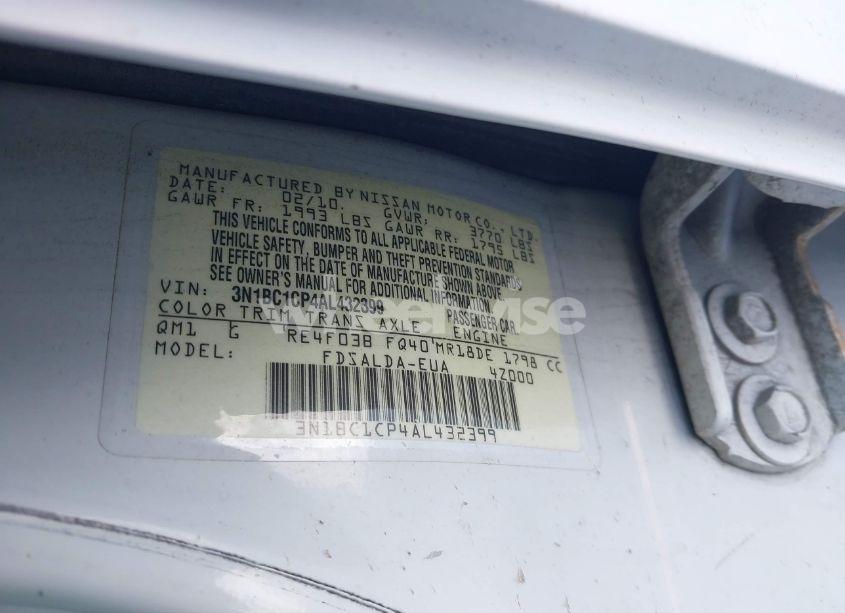 MANUFACTURED BY NISSAN MOTOR CO., LTD.
DATE: 02/10. GVWR: 3770 LBS
GAWR FR: 1993 LBS GAWR RR: 1795 LBS
THIS VEHICLE CONFORMS TO ALL APPLICABLE FEDERAL MOTOR
VEHICLE SAFETY, BUMPER AND THEFT PREVENTION STANDARDS
IN EFFECT ON THE DATE OF MANUFACTURE SHOWN ABOVE.
SEE OWNER'S MANUAL FOR ADDITIONAL INFORMATION.
VIN: 3N1BC1CP4AL432399 PASSENGER CAR
COLOR TRIM TRANS AXLE ENGINE
QM1 G RE4F03B FQ40 MR18DE 1798 CC
MODEL: FDSALDA-EUA 4Z000
3N1BC1CP4AL432399